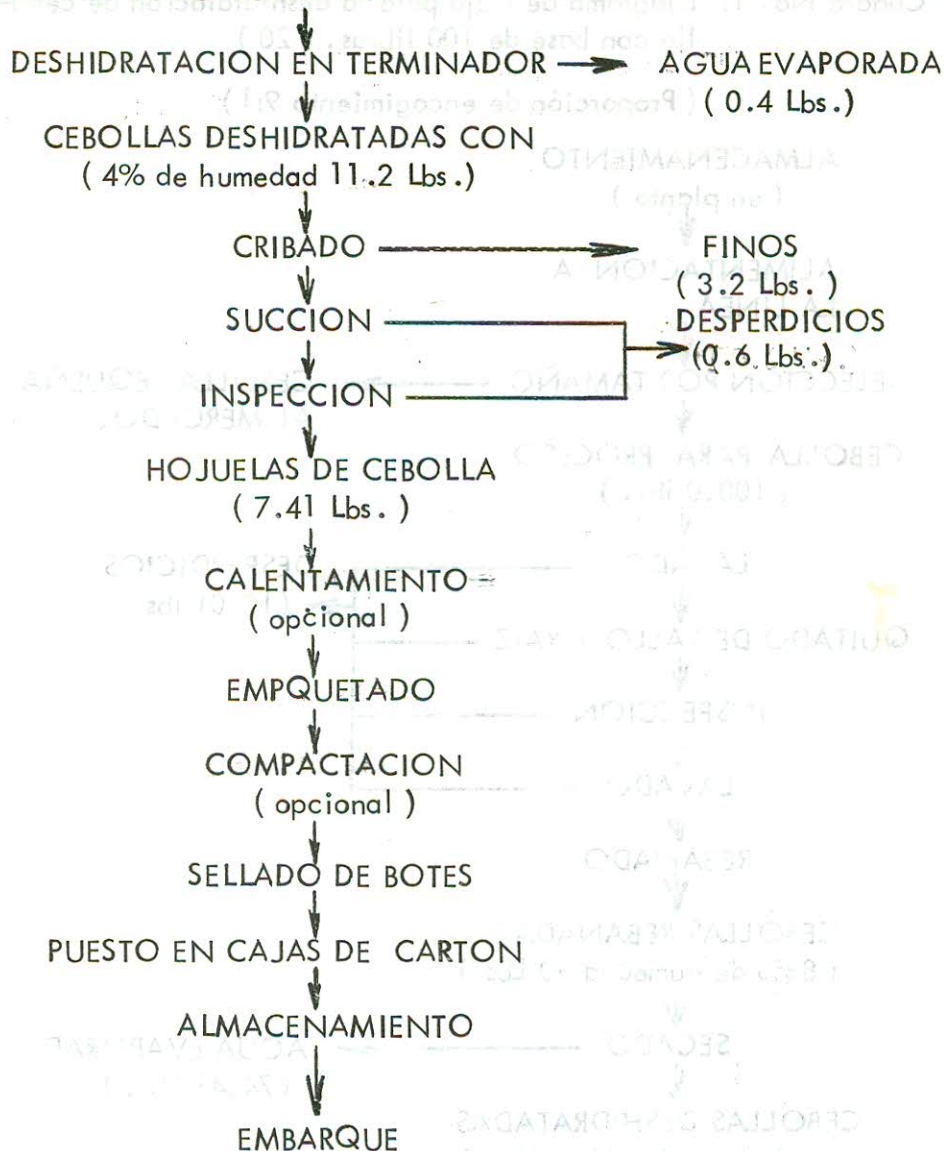 DESHIDRATACION EN TERMINADOR AGUA EVAPORADA
( 0.4 Lbs. )
CEBOLLAS DESHIDRATADAS CON
( 4% de humedad 11.2 Lbs.)
CRIBADO FINOS
( 3.2 Lbs. )
SUCCION DESPERDICIOS
(0.6 Lbs.)
INSPECCION
HOJUELAS DE CEBOLLA
( 7.41 Lbs. )
CALENTAMIENTO
( opcional )
EMPQUETADO
COMPACTACION
( opcional )
SELLADO DE BOTES
PUESTO EN CAJAS DE CARTON
ALMACENAMIENTO
EMBARQUE